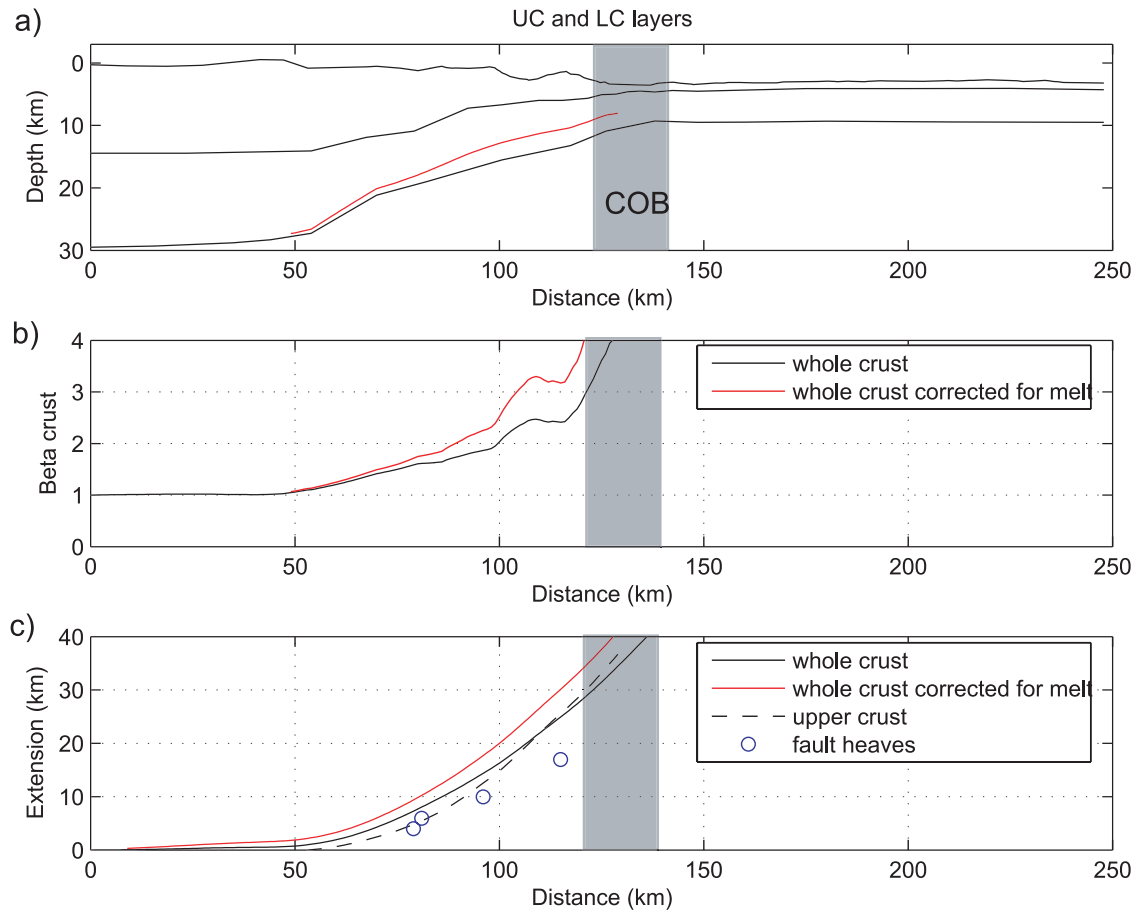 a)
UC and LC layers
0
10
20
30
Depth (km)
COB
0 50 100 150 200 250
Distance (km)
b)
4
3
2
1
0
Beta crust
whole crust
whole crust corrected for melt
0 50 100 150 200 250
Distance (km)
c)
40
30
20
10
0
Extension (km)
whole crust
whole crust corrected for melt
upper crust
fault heaves
0 50 100 150 200 250
Distance (km)